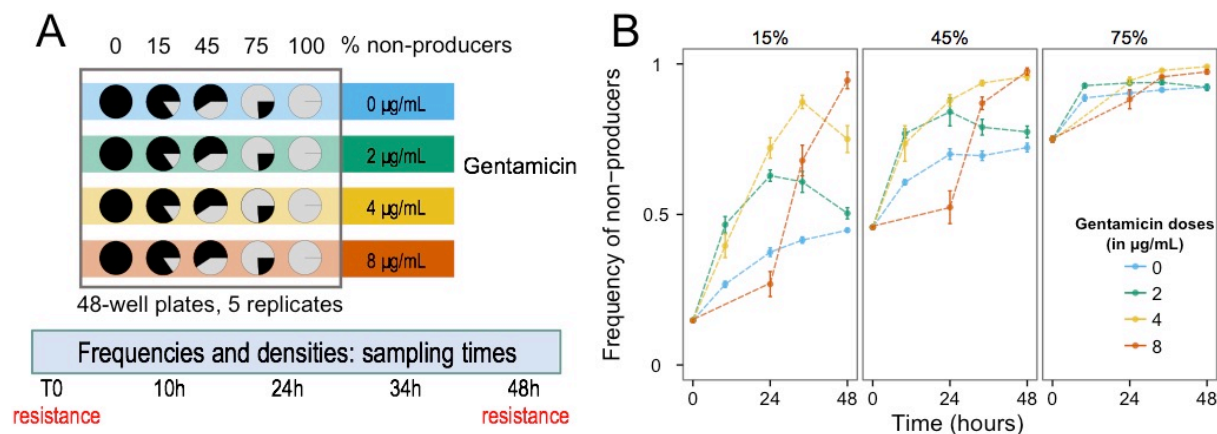 A
0 15 45 75 100 % non-producers
0 µg/mL
2 µg/mL
Gentamicin
4 µg/mL
8 µg/mL
48-well plates, 5 replicates
Frequencies and densities: sampling times
T0 10h 24h 34h 48h
resistance resistance
B
15% 45% 75%
Frequency of non-producers
1
0.5
0
Gentamicin doses
(in µg/mL)
0
2
4
8
0 24 48 0 24 48 0 24 48
Time (hours)